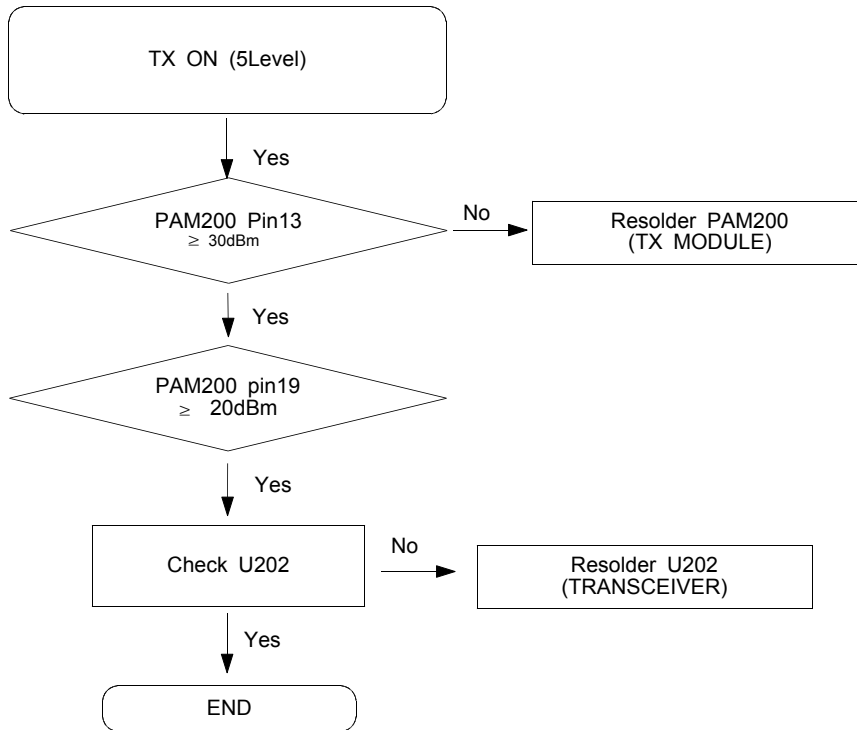 TX ON (5Level)
Yes
PAM200 Pin13
≥ 30dBm
No
Resolder PAM200
(TX MODULE)
Yes
PAM200 pin19
≥ 20dBm
Yes
Check U202
No
Resolder U202
(TRANSCEIVER)
Yes
END